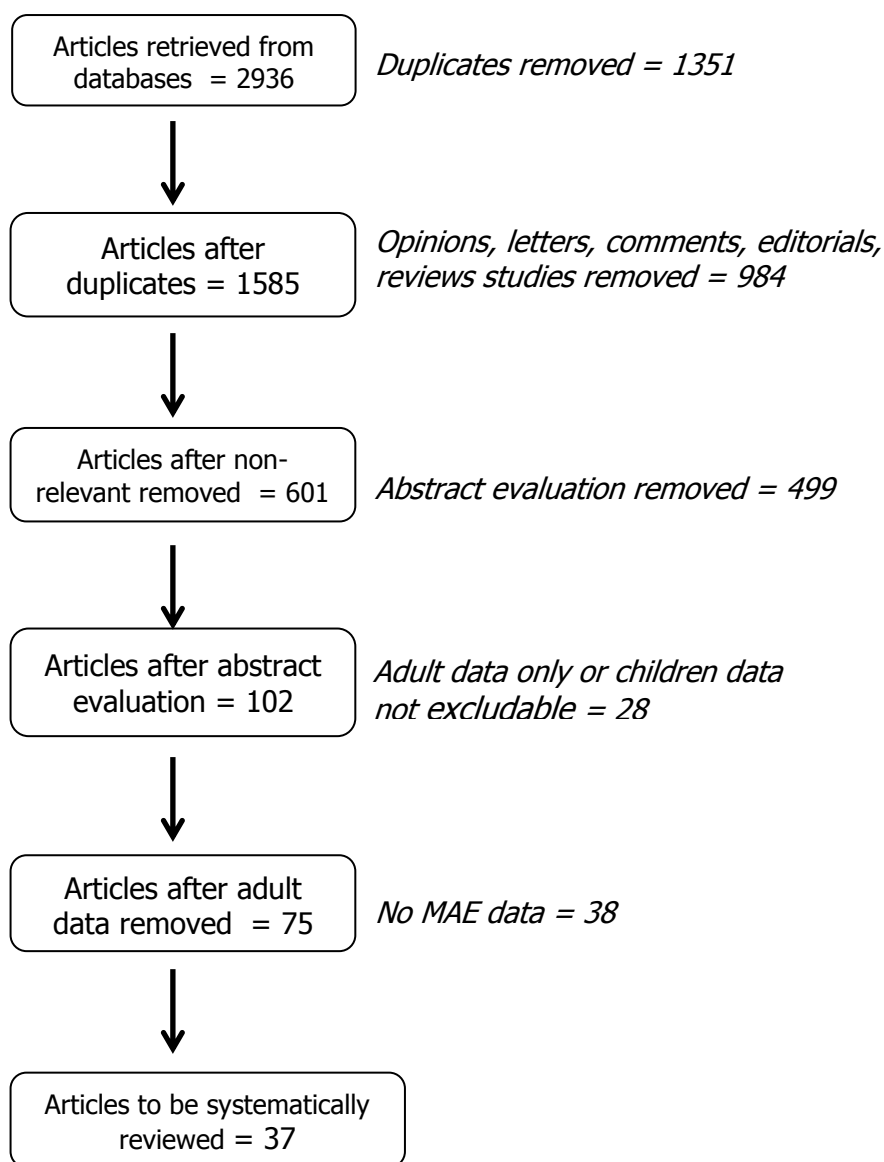 Articles retrieved from
databases = 2936
Duplicates removed = 1351
Articles after
duplicates = 1585
Opinions, letters, comments, editorials,
reviews studies removed = 984
Articles after non-
relevant removed = 601
Abstract evaluation removed = 499
Articles after abstract
evaluation = 102
Adult data only or children data
not excludable = 28
Articles after adult
data removed = 75
No MAE data = 38
Articles to be systematically
reviewed = 37